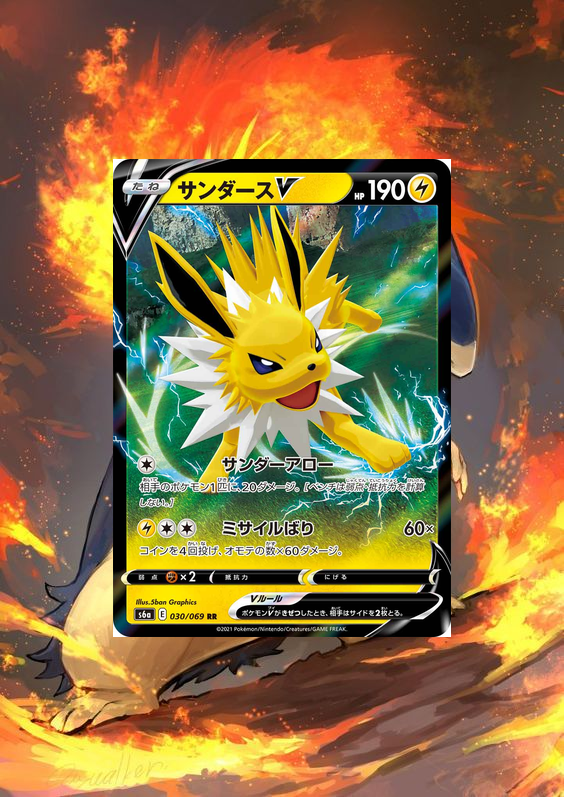 たね サンダースV HP 190
サンダーアロー
相手のポケモン1匹に、20ダメージ。[ベンチは弱点・抵抗力を計算
しない。]
ミサイルばり 60×
コインを4回投げ、オモテの数×60ダメージ。
弱点 ×2 抵抗力 にげる
Illus.5ban Graphics
Vルール
ポケモンVがきぜつしたとき、相手はサイドを2枚とる。
s6a E 030/069 RR
©2021 Pokémon/Nintendo/Creatures/GAME FREAK.